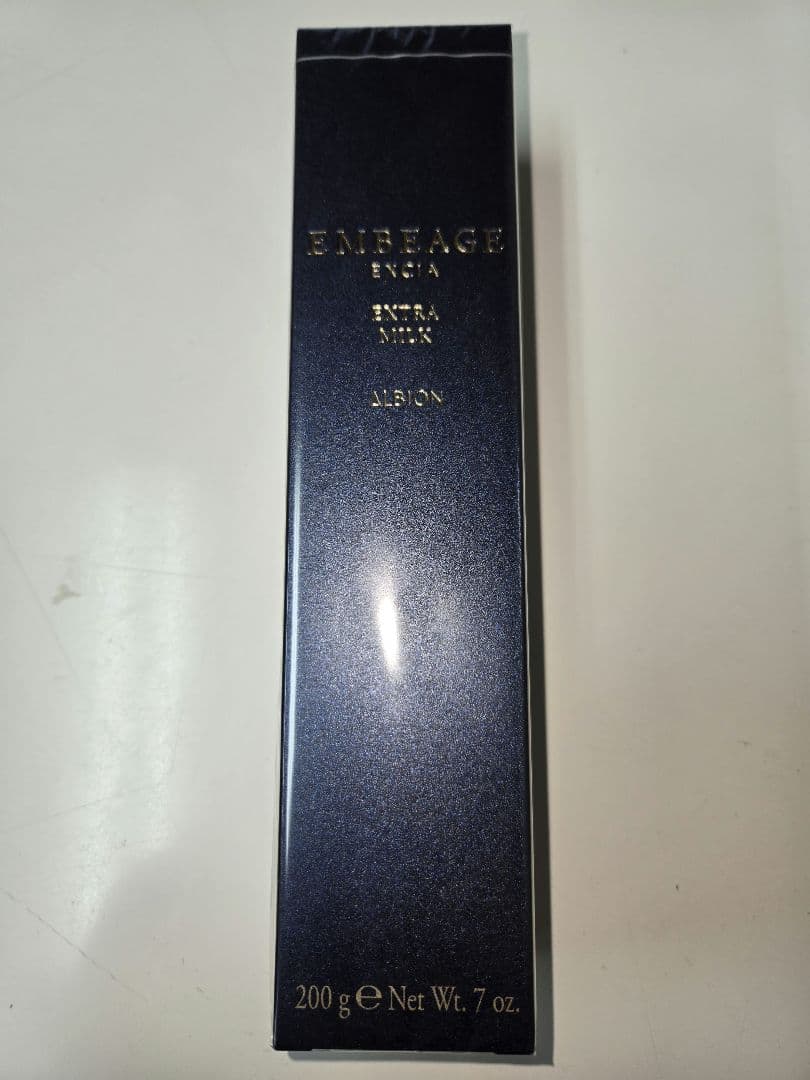 EMBEAGE
ENCIA
EXTRA
MILK
ALBION
200 g ℮ Net Wt. 7 oz.